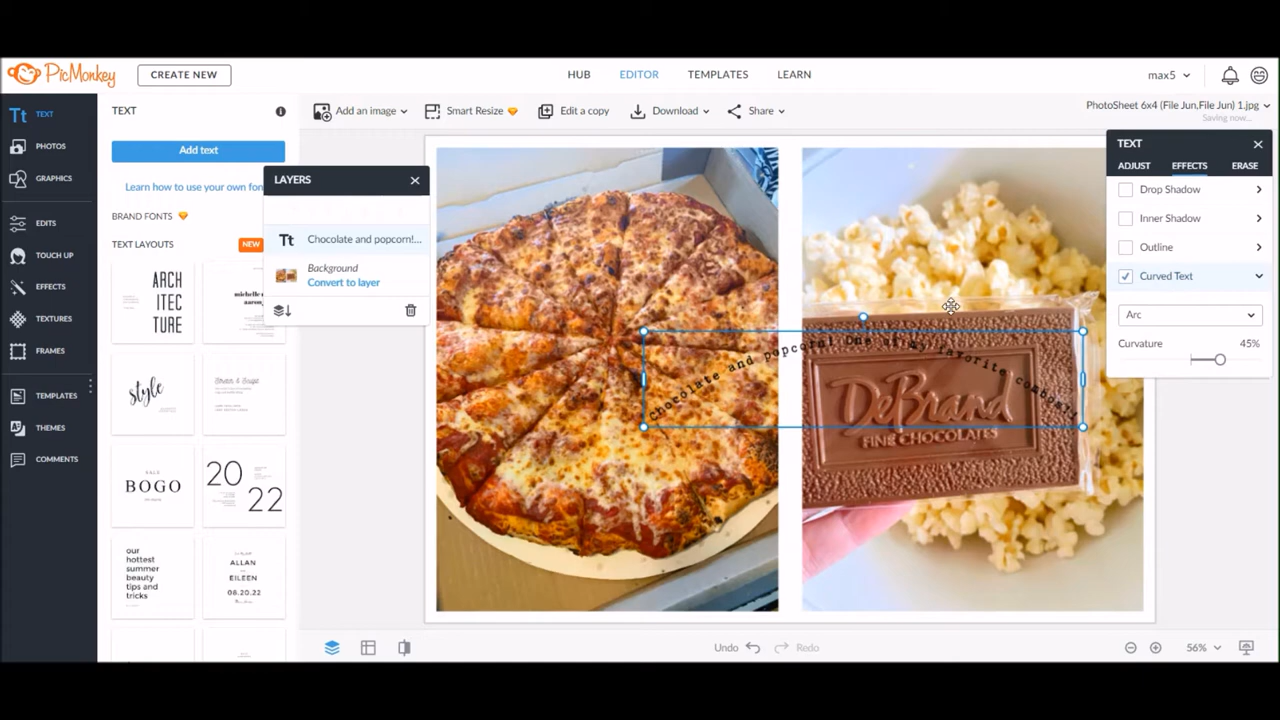 PicMonkey
CREATE NEW
HUB
EDITOR
TEMPLATES
LEARN
max5
TEXT
PHOTOS
GRAPHICS
EDITS
TOUCH UP
EFFECTS
TEXTURES
FRAMES
TEMPLATES
THEMES
COMMENTS
TEXT
Add text
Learn how to use your own fon
BRAND FONTS
TEXT LAYOUTS
NEW
ARCH
ITEC
TURE
michelle
aaron
style
SALE
BOGO
20
22
our
hottest
summer
beauty
tips and
tricks
ALLAN
EILEEN
08.20.22
LAYERS
Tt Chocolate and popcorn!...
Background
Convert to layer
Add an image
Smart Resize
Edit a copy
Download
Share
PhotoSheet 6x4 (File Jun,File Jun) 1.jpg
Saving now...
Chocolate and popcorn! One of my favorite combos!!
DeBrand
FINE CHOCOLATES
TEXT
ADJUST
EFFECTS
ERASE
Drop Shadow
Inner Shadow
Outline
Curved Text
Arc
Curvature 45%
Undo
Redo
56%